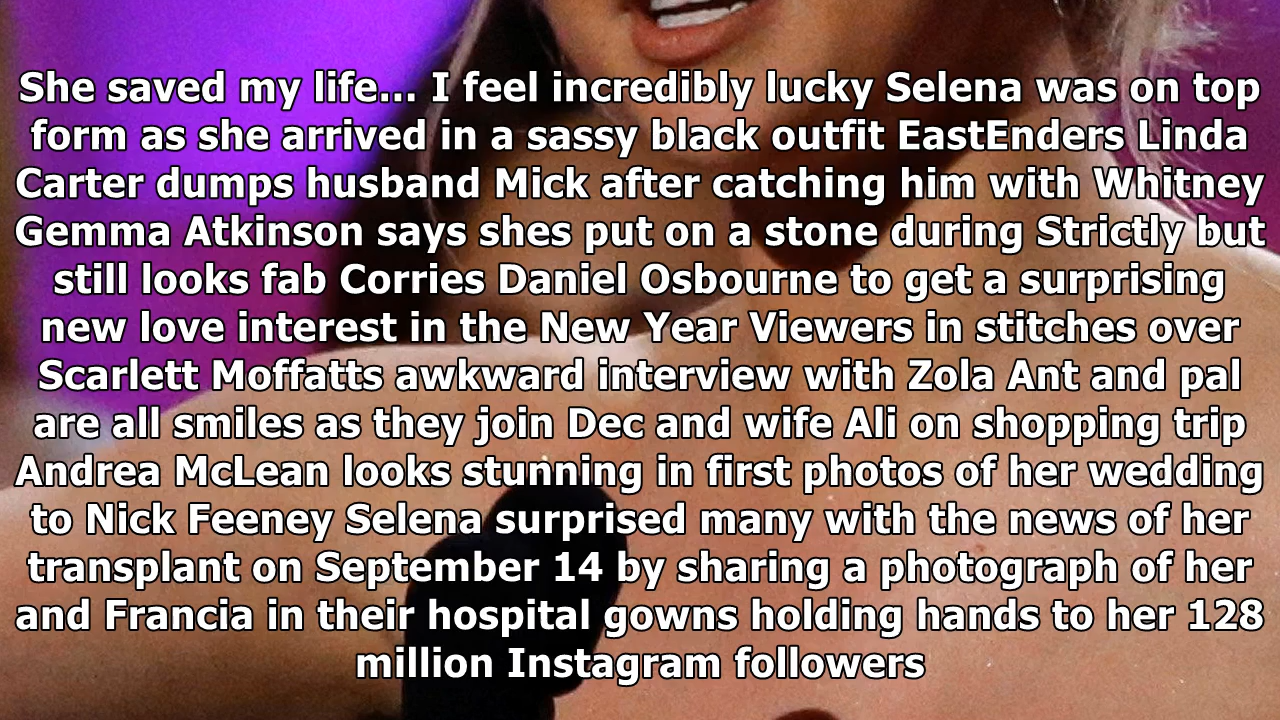 She saved my life... I feel incredibly lucky Selena was on top
form as she arrived in a sassy black outfit EastEnders Linda
Carter dumps husband Mick after catching him with Whitney
Gemma Atkinson says shes put on a stone during Strictly but
still looks fab Corries Daniel Osbourne to get a surprising
new love interest in the New Year Viewers in stitches over
Scarlett Moffatts awkward interview with Zola Ant and pal
are all smiles as they join Dec and wife Ali on shopping trip
Andrea McLean looks stunning in first photos of her wedding
to Nick Feeney Selena surprised many with the news of her
transplant on September 14 by sharing a photograph of her
and Francia in their hospital gowns holding hands to her 128
million Instagram followers